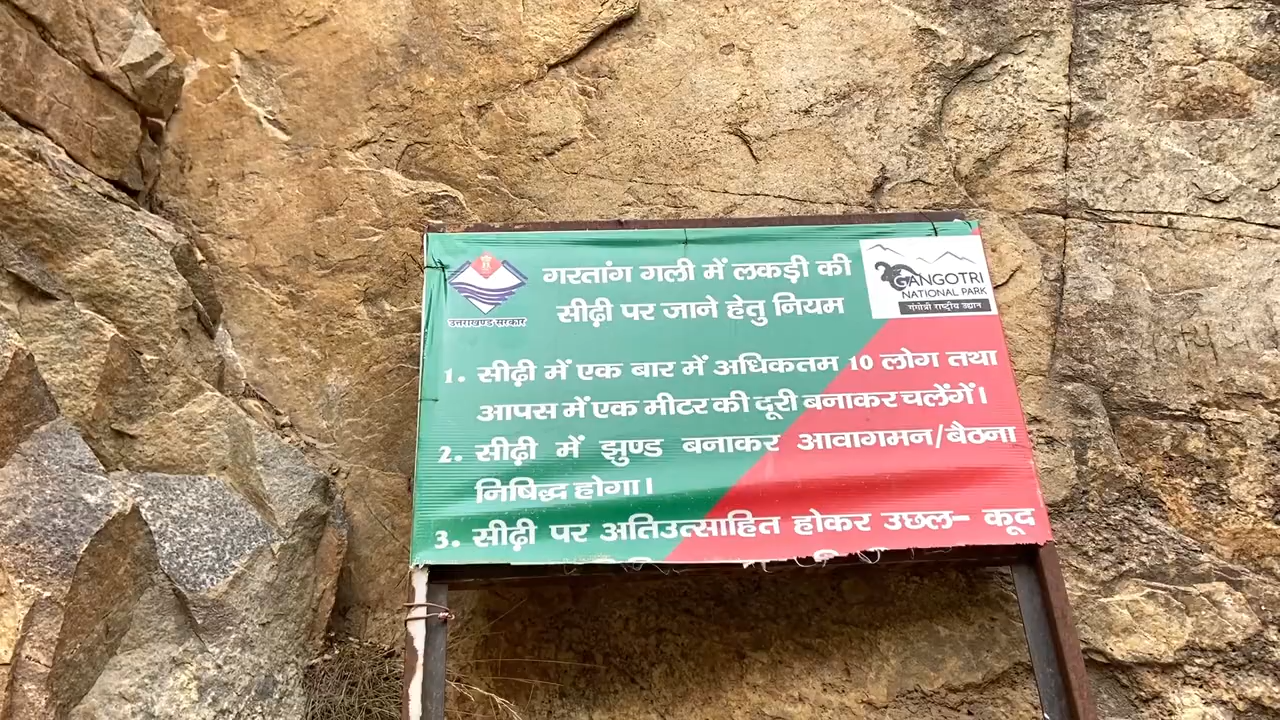 गरतांग गली में लकड़ी की
सीढ़ी पर जाने हेतु नियम
उत्तराखण्ड सरकार
GANGOTRI
NATIONAL PARK
गंगोत्री राष्ट्रीय उद्यान
1. सीढ़ी में एक बार में अधिकतम 10 लोग तथा
आपस में एक मीटर की दूरी बनाकर चलेंगें।
2. सीढ़ी में झुण्ड बनाकर आवागमन/बैठना
निषिद्ध होगा।
3. सीढ़ी पर अतिउत्साहित होकर उछल- कूद